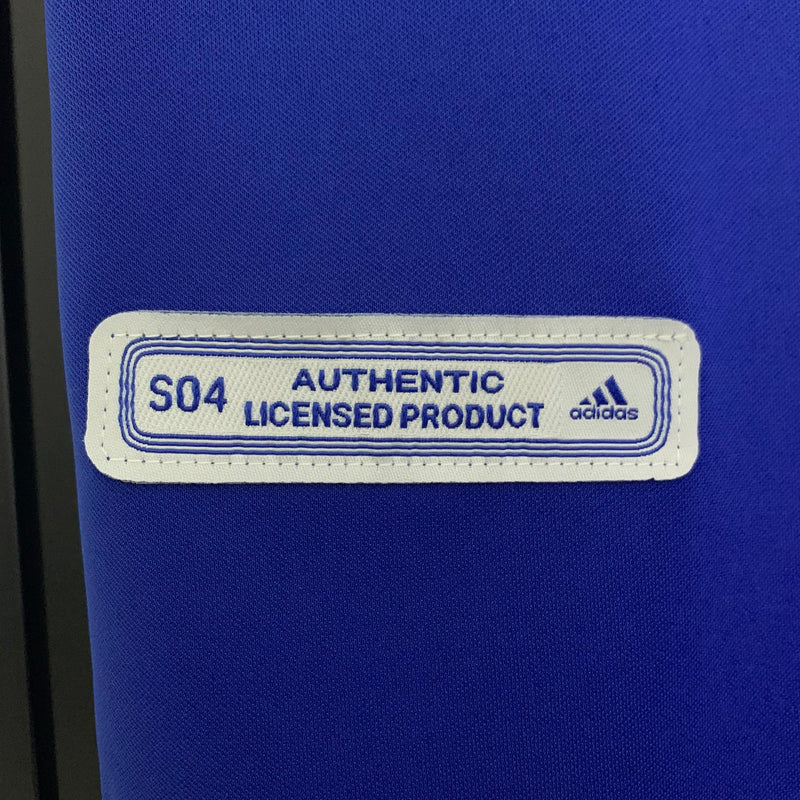 S04
AUTHENTIC
LICENSED PRODUCT
adidas